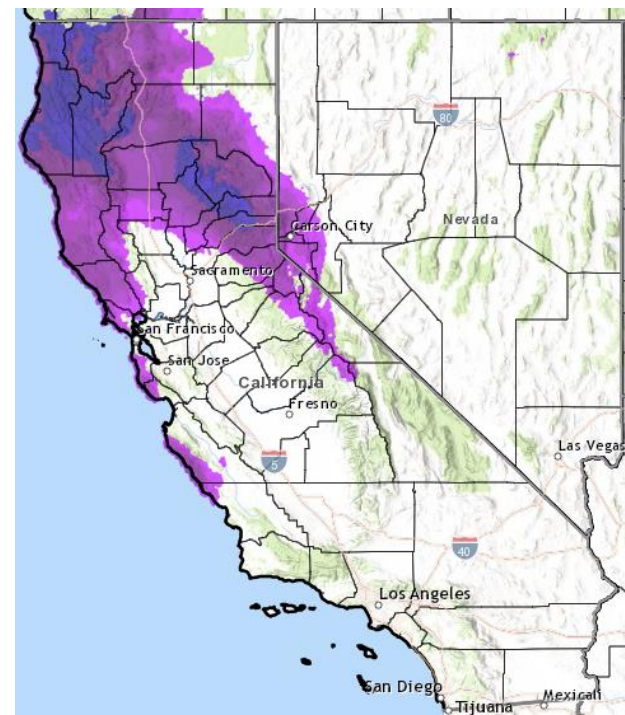 80
Nevada
Carson City
Sacramento
San Francisco
San Jose
California
Fresno
5
Las Vegas
40
Los Angeles
San Diego
Tijuana
Mexicali